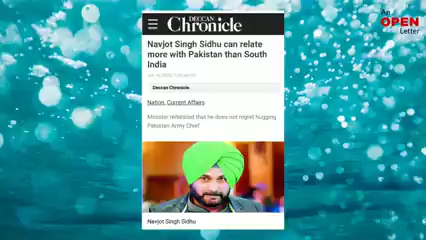 An
OPEN
Letter
DECCAN
Chronicle
Navjot Singh Sidhu can relate
more with Pakistan than South
India
Deccan Chronicle.
Nation, Current Affairs
Minister reiterated that he does not regret hugging
Pakistan Army Chief
Navjot Singh Sidhu